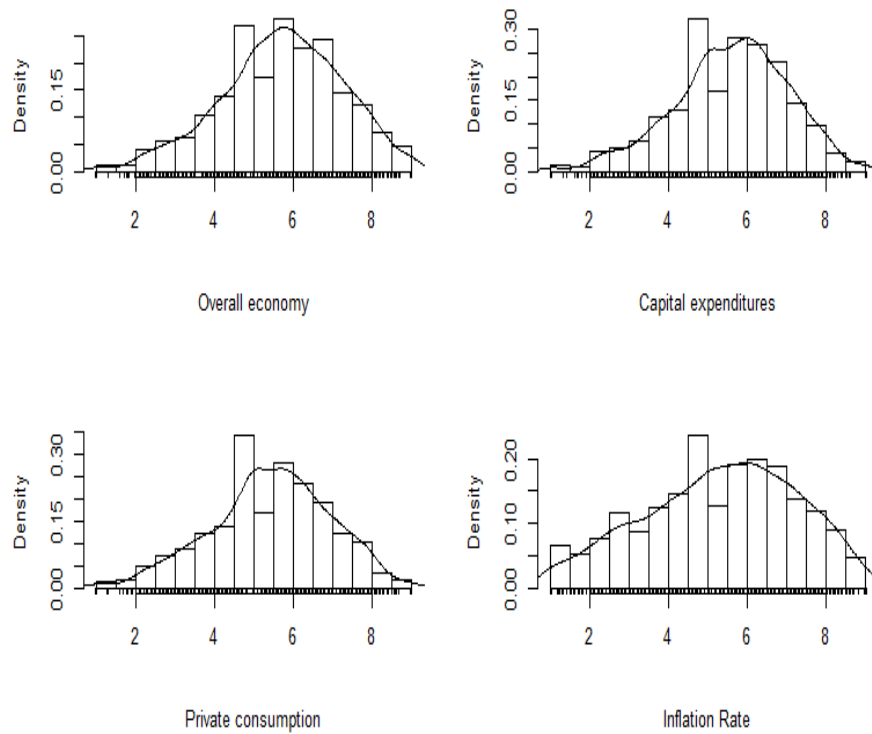 Density
0.00 0.15
2 4 6 8
Overall economy
Density
0.00 0.15 0.30
2 4 6 8
Capital expenditures
Density
0.00 0.15 0.30
2 4 6 8
Private consumption
Density
0.00 0.10 0.20
2 4 6 8
Inflation Rate